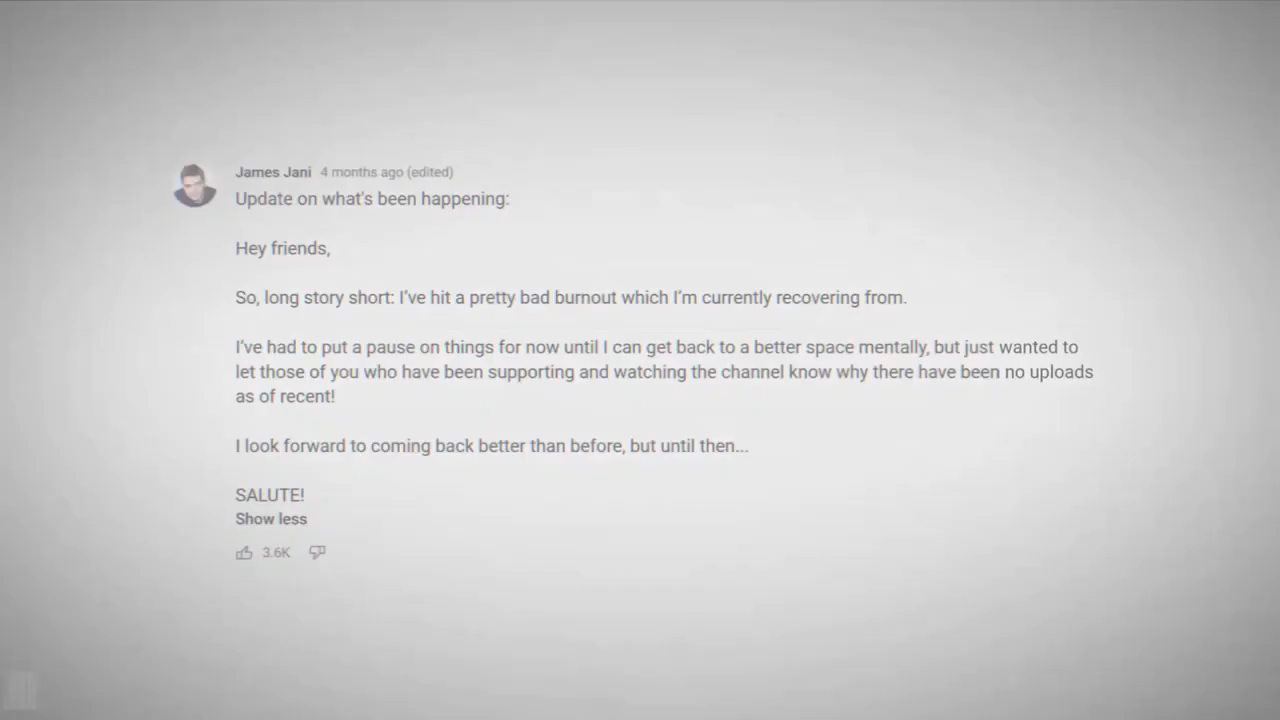 James Jani 4 months ago (edited)
Update on what's been happening:
Hey friends,
So, long story short: I've hit a pretty bad burnout which I'm currently recovering from.
I've had to put a pause on things for now until I can get back to a better space mentally, but just wanted to
let those of you who have been supporting and watching the channel know why there have been no uploads
as of recent!
I look forward to coming back better than before, but until then...
SALUTE!
Show less
3.6K